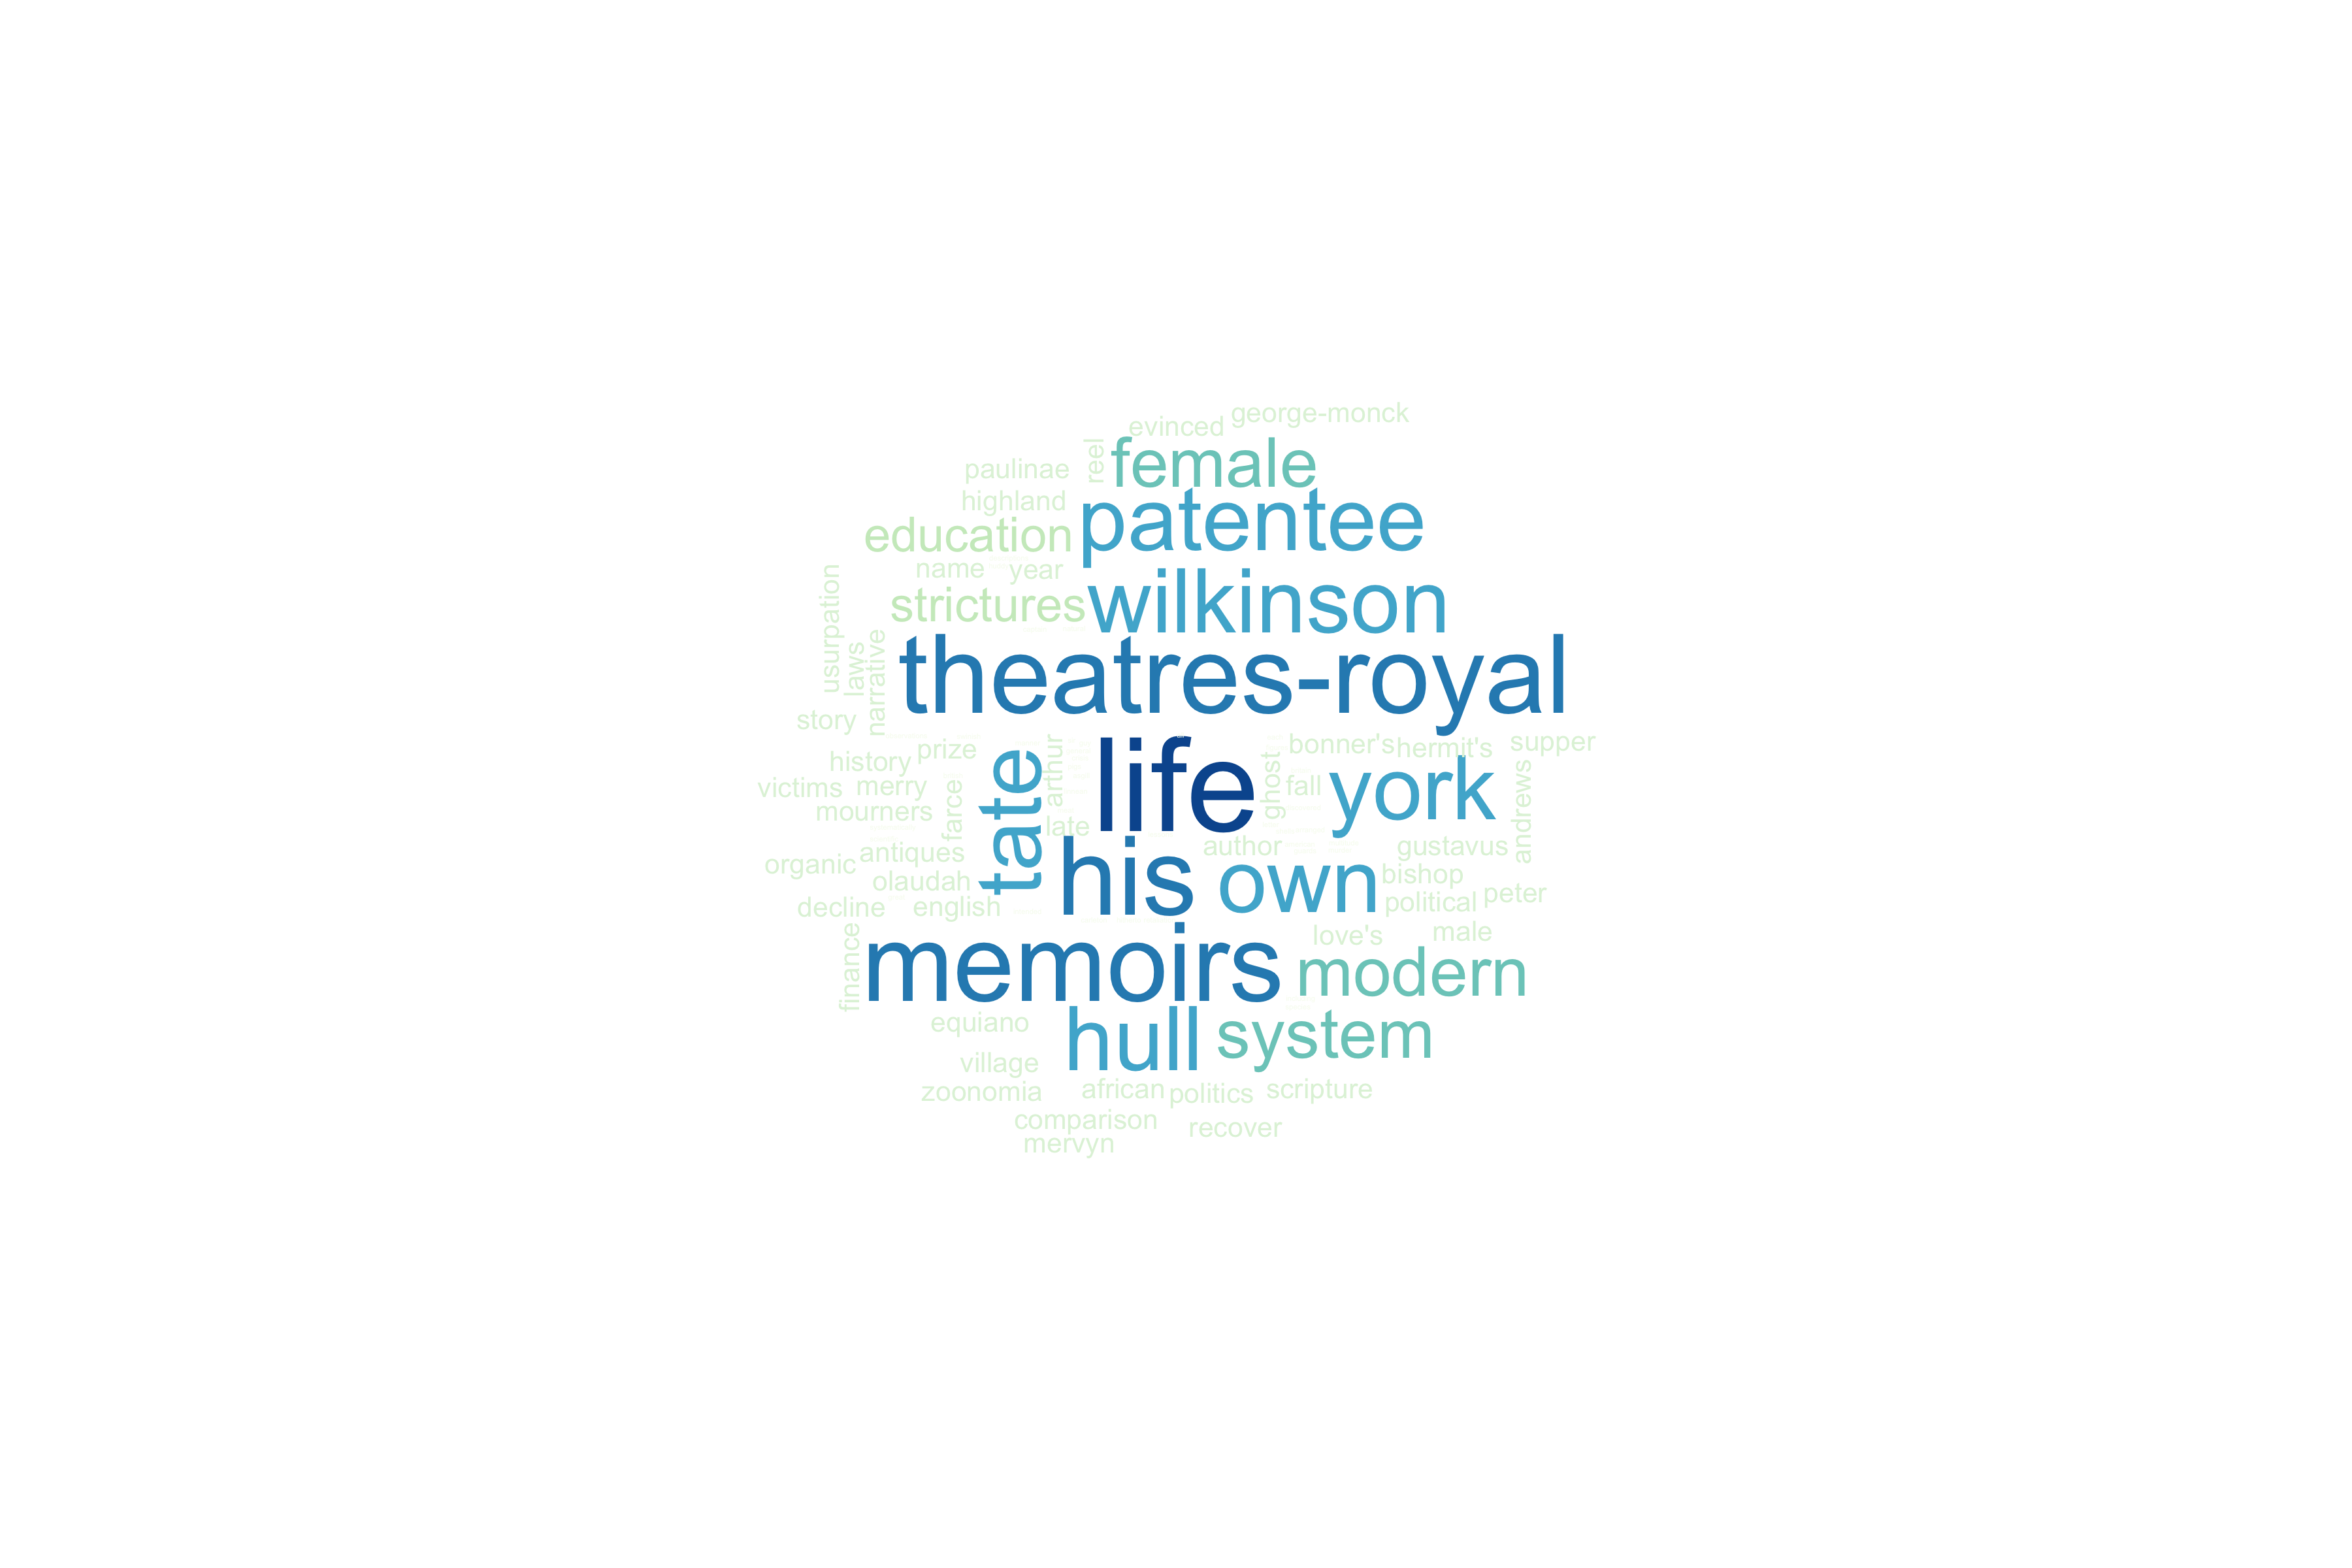 george-monck
evinced
female
reel
paulinae
highland
patentee
education
name year
wilkinson
strictures
usurpation
laws
narrative
theatres-royal
story
life
arthur
prize
history
bonner's hermit's supper
victims merry
mourners
farce
tate
late
ghost
fall
york
andrews
antiques
organic
olaudah
his
author
own
gustavus
bishop
political peter
decline english
love's male
finance
memoirs
modern
equiano
hull
system
village
zoonomia
african politics scripture
comparison
recover
mervyn